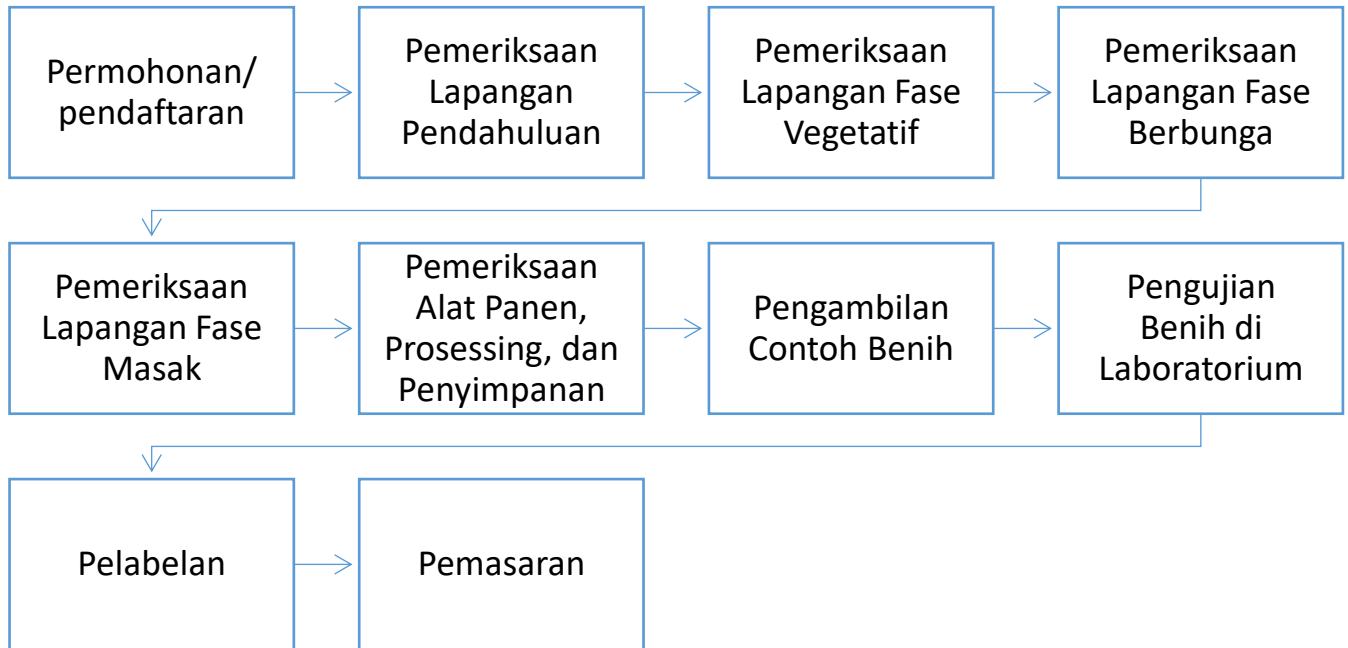 Permohonan/
pendaftaran
Pemeriksaan
Lapangan
Pendahuluan
Pemeriksaan
Lapangan Fase
Vegetatif
Pemeriksaan
Lapangan Fase
Berbunga
Pemeriksaan
Lapangan Fase
Masak
Pemeriksaan
Alat Panen,
Prosessing, dan
Penyimpanan
Pengambilan
Contoh Benih
Pengujian
Benih di
Laboratorium
Pelabelan
Pemasaran